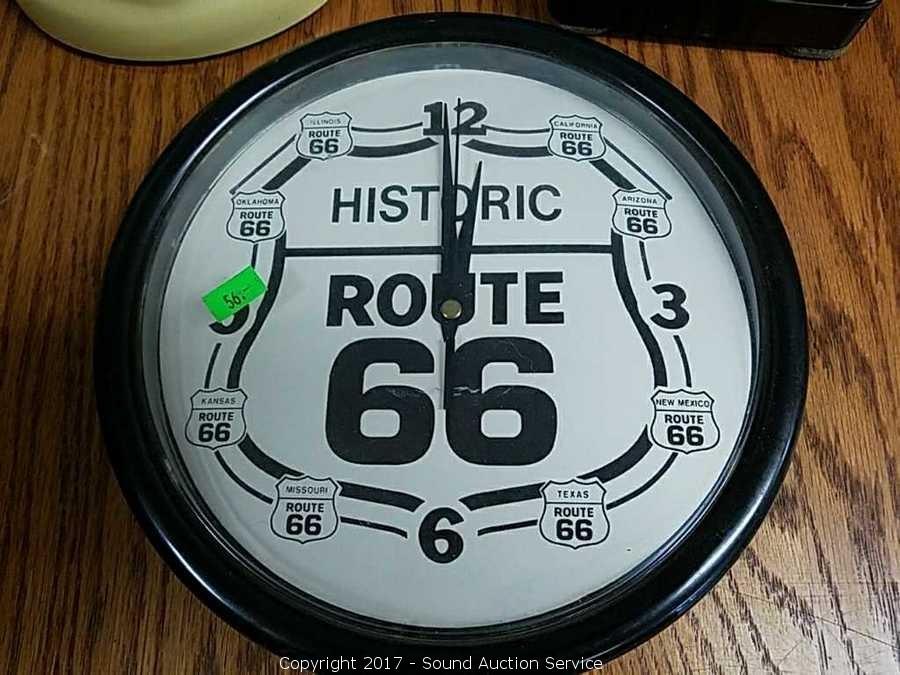 12
ILLINOIS
ROUTE
66
CALIFORNIA
ROUTE
66
OKLAHOMA
ROUTE
66
HISTORIC
ARIZONA
ROUTE
66
56.-
ROUTE
66
3
KANSAS
ROUTE
66
NEW MEXICO
ROUTE
66
MISSOURI
ROUTE
66
6
TEXAS
ROUTE
66
Copyright 2017 - Sound Auction Service